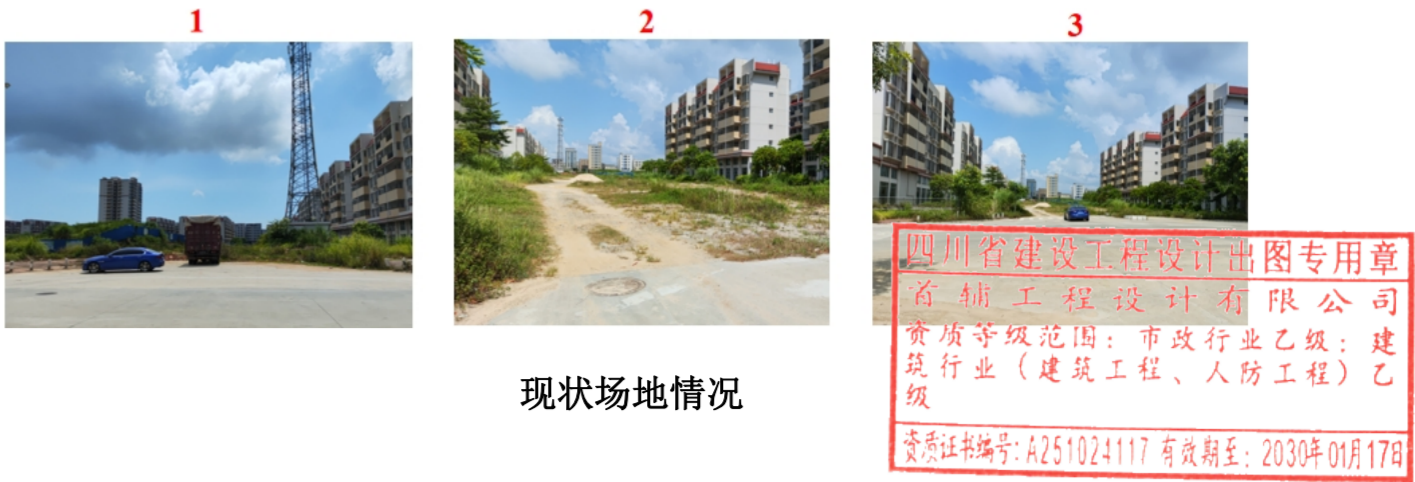 1
2
3
现状场地情况
四川省建设工程设计出图专用章
首辅工程设计有限公司
资质等级范围：市政行业乙级；建
筑行业（建筑工程、人防工程）乙
级
资质证书编号：A251024117 有效期至：2030年01月17日